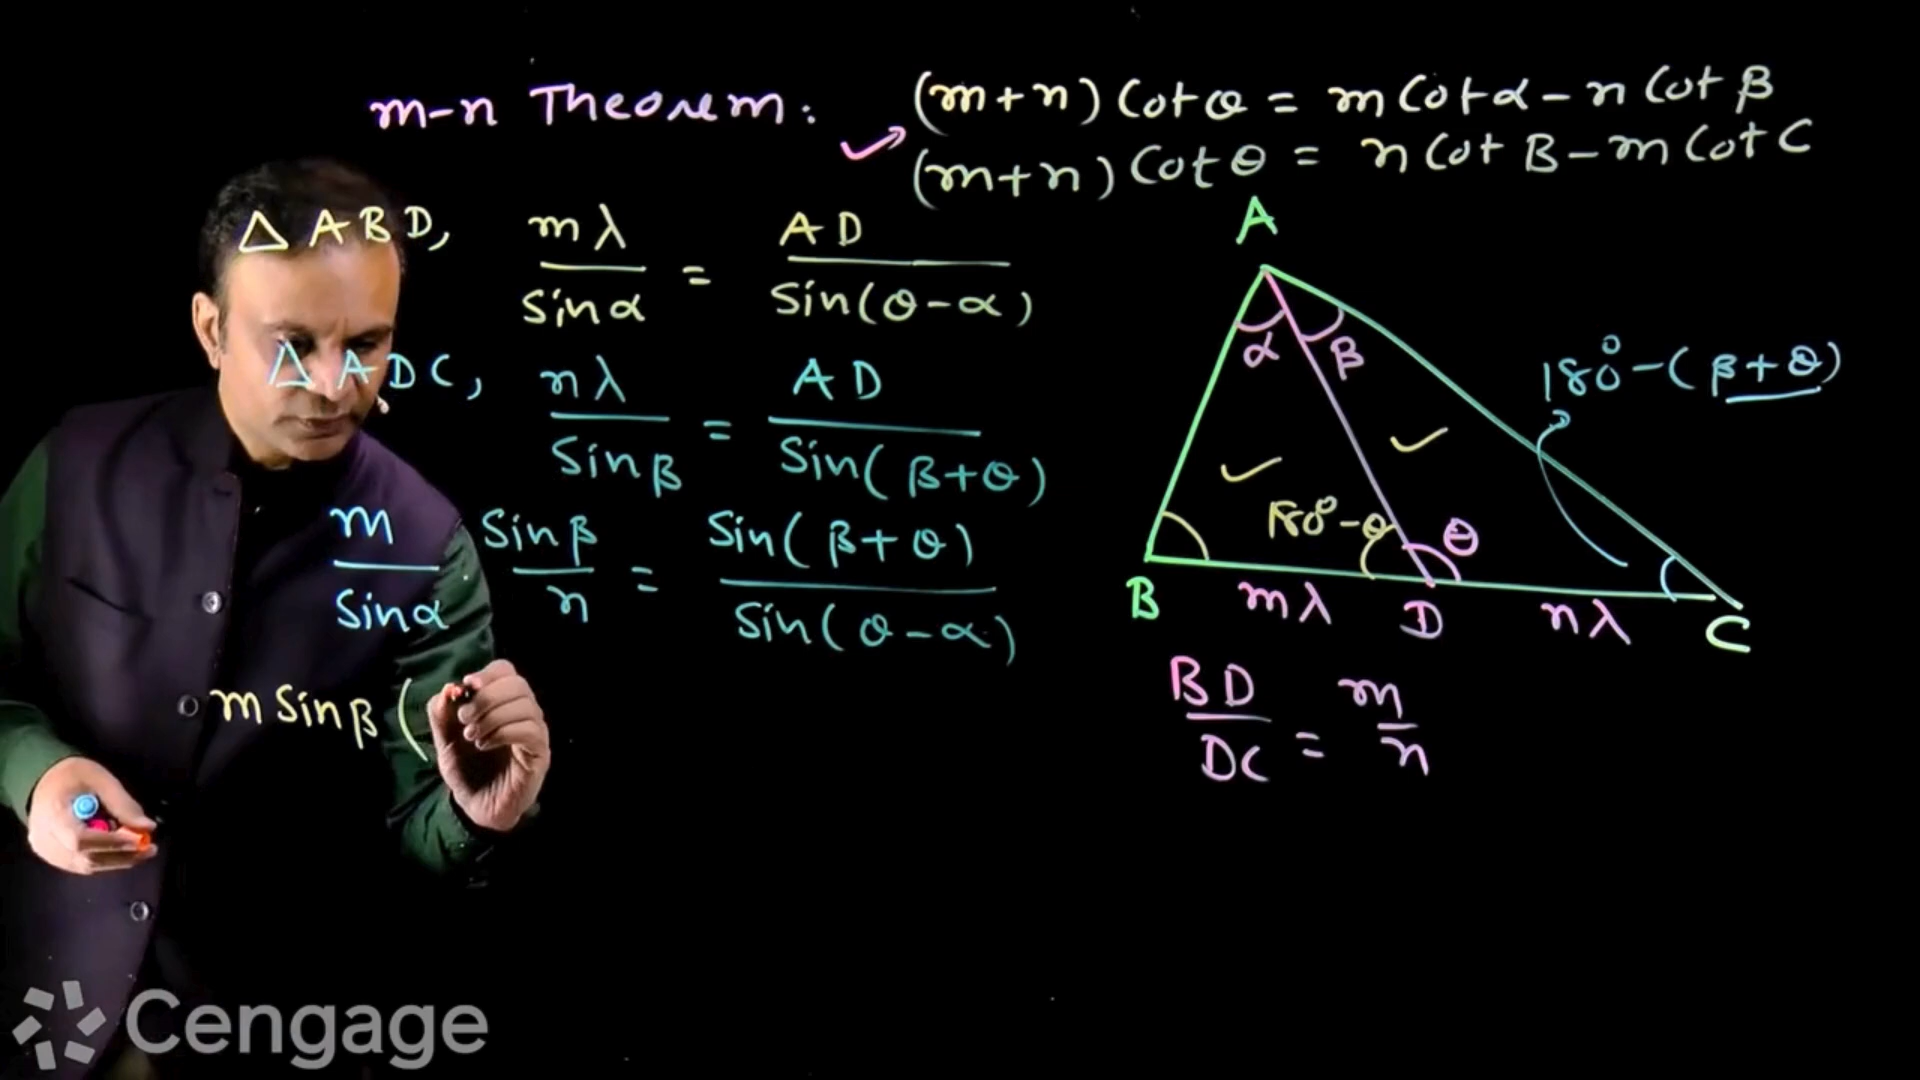 m-n Theorem:
(m+n) Cot θ = m Cot α - n Cot β
(m+n) Cot θ = n Cot B - m Cot C
△ ABD, mλ/Sin α = AD/Sin(θ-α)
△ ADC, nλ/Sin β = AD/Sin(β+θ)
m/Sin α Sin β/n = Sin(β+θ)/Sin(θ-α)
m Sin β (
A
α β
180° - (β+θ)
180° - θ θ
B mλ D nλ C
BD/DC = m/n
Cengage